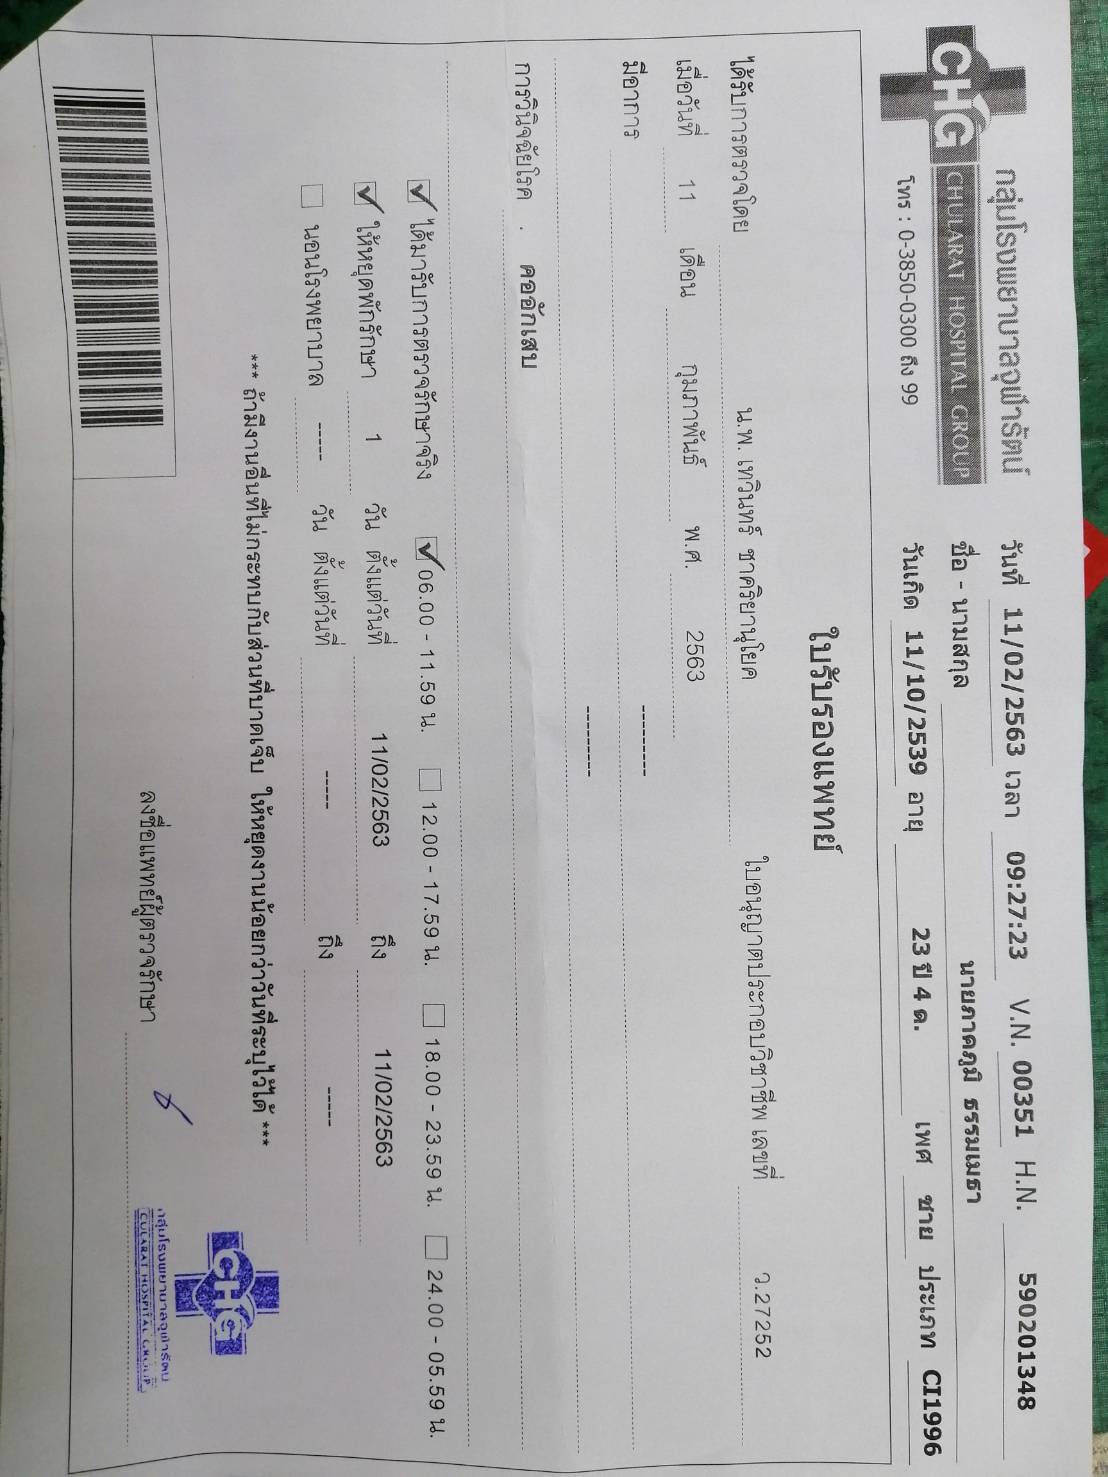 กลุ่มโรงพยาบาลจุฬารัตน์
CHG CHULARAT HOSPITAL GROUP
โทร : 0-3850-0300 ถึง 99
วันที่ 11/02/2563 เวลา 09:27:23 V.N. 00351 H.N. 590201348
ชื่อ - นามสกุล นายภาคภูมิ ธรรมเมธา
วันเกิด 11/10/2539 อายุ 23 ปี 4 ด. เพศ ชาย ประเภท CI1996
ใบรับรองแพทย์
ได้รับการตรวจโดย น.พ. เทวินทร์ ชาคริยานุโยค ใบอนุญาตประกอบวิชาชีพ เลขที่ ว.27252
เมื่อวันที่ 11 เดือน กุมภาพันธ์ พ.ศ. 2563
มีอาการ ---------
---------
การวินิจฉัยโรค . คออักเสบ
☑ ได้มารับการตรวจรักษาจริง ☑ 06.00 - 11.59 น. ☐ 12.00 - 17.59 น. ☐ 18.00 - 23.59 น. ☐ 24.00 - 05.59 น.
☑ ให้หยุดพักรักษา 1 วัน ตั้งแต่วันที่ 11/02/2563 ถึง 11/02/2563
☐ นอนโรงพยาบาล ----- วัน ตั้งแต่วันที่ ----- ถึง -----
*** ถ้ามีงานอื่นที่ไม่กระทบกับส่วนที่บาดเจ็บ ให้หยุดงานน้อยกว่าวันที่ระบุไว้ได้ ***
ลงชื่อแพทย์ผู้ตรวจรักษา
CHG
กลุ่มโรงพยาบาลจุฬารัตน์
CULARAT HOSPITAL GROUP